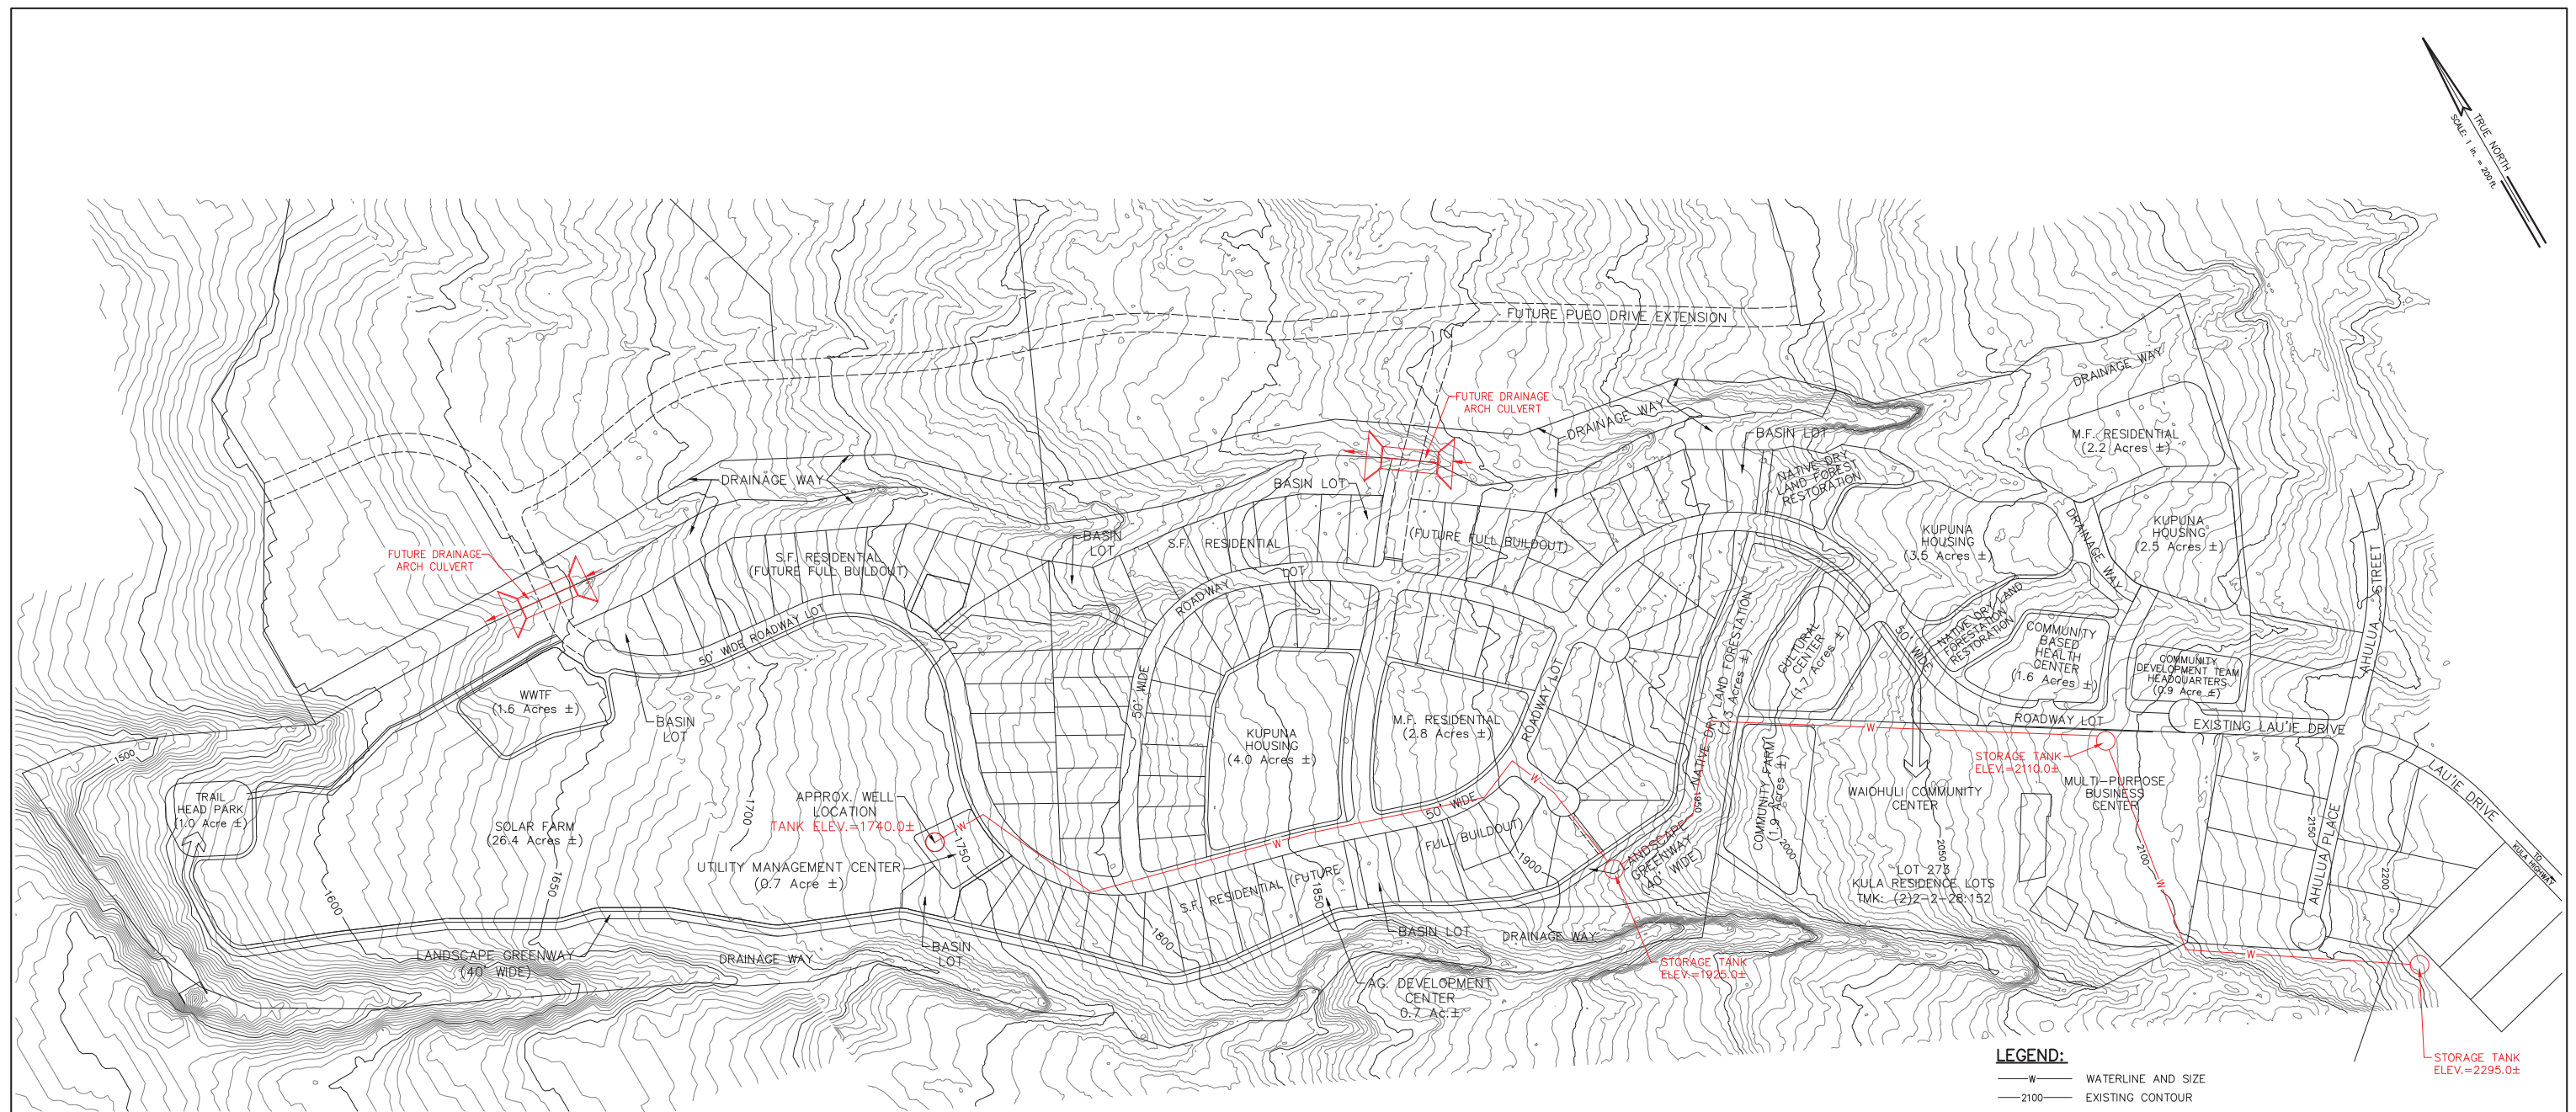 TRUE NORTH
SCALE: 1 in. = 200 ft.
FUTURE PUEO DRIVE EXTENSION
DRAINAGE WAY
FUTURE DRAINAGE
ARCH CULVERT
DRAINAGE WAY
BASIN LOT
M.F. RESIDENTIAL
(2.2 Acres ±)
DRAINAGE WAY
BASIN LOT
NATIVE DRY
LAND FOREST
RESTORATION
FUTURE DRAINAGE
ARCH CULVERT
S.F. RESIDENTIAL
(FUTURE FULL BUILDOUT)
BASIN
LOT
S.F. RESIDENTIAL
(FUTURE FULL BUILDOUT)
KUPUNA
HOUSING
(3.5 Acres ±)
DRAINAGE WAY
KUPUNA
HOUSING
(2.5 Acres ±)
AHULUA STREET
50' WIDE ROADWAY LOT
ROADWAY
LOT
50' WIDE
NATIVE DRY LAND FORESTATION
(7.3 Acres ±)
CULTURAL
CENTER
(1.7 Acres ±)
50' WIDE
NATIVE DRY LAND
FORESTATION
RESTORATION
COMMUNITY
BASED
HEALTH
CENTER
(1.6 Acres ±)
COMMUNITY
DEVELOPMENT TEAM
HEADQUARTERS
(0.9 Acre ±)
WWTF
(1.6 Acres ±)
BASIN
LOT
KUPUNA
HOUSING
(4.0 Acres ±)
M.F. RESIDENTIAL
(2.8 Acres ±)
ROADWAY LOT
ROADWAY LOT
EXISTING LAU'IE DRIVE
W
STORAGE TANK
ELEV.=2110.0±
LAU'IE DRIVE
1500
TRAIL
HEAD PARK
(1.0 Acre ±)
SOLAR FARM
(26.4 Acres ±)
1700
APPROX. WELL
LOCATION
TANK ELEV.=1740.0±
W
1750
UTILITY MANAGEMENT CENTER
(0.7 Acre ±)
W
50' WIDE
W
FULL BUILDOUT)
S.F. RESIDENTIAL (FUTURE
1900
1950
LANDSCAPE
GREENWAY
(40' WIDE)
COMMUNITY FARM
(1.9 Acres ±)
2000
WAIOHULI COMMUNITY
CENTER
MULTI-PURPOSE
BUSINESS
CENTER
2050
2100
W
LOT 273
KULA RESIDENCE LOTS
TMK: (2)2-2-28:152
2150
AHULUA PLACE
2200
TO
KULA HIGHWAY
1600
1650
1800
1850
LANDSCAPE GREENWAY
(40' WIDE)
DRAINAGE WAY
BASIN
LOT
BASIN LOT
DRAINAGE WAY
AG. DEVELOPMENT
CENTER
0.7 Ac.±
STORAGE TANK
ELEV.=1925.0±
W
STORAGE TANK
ELEV.=2295.0±
LEGEND:
W WATERLINE AND SIZE
2100 EXISTING CONTOUR